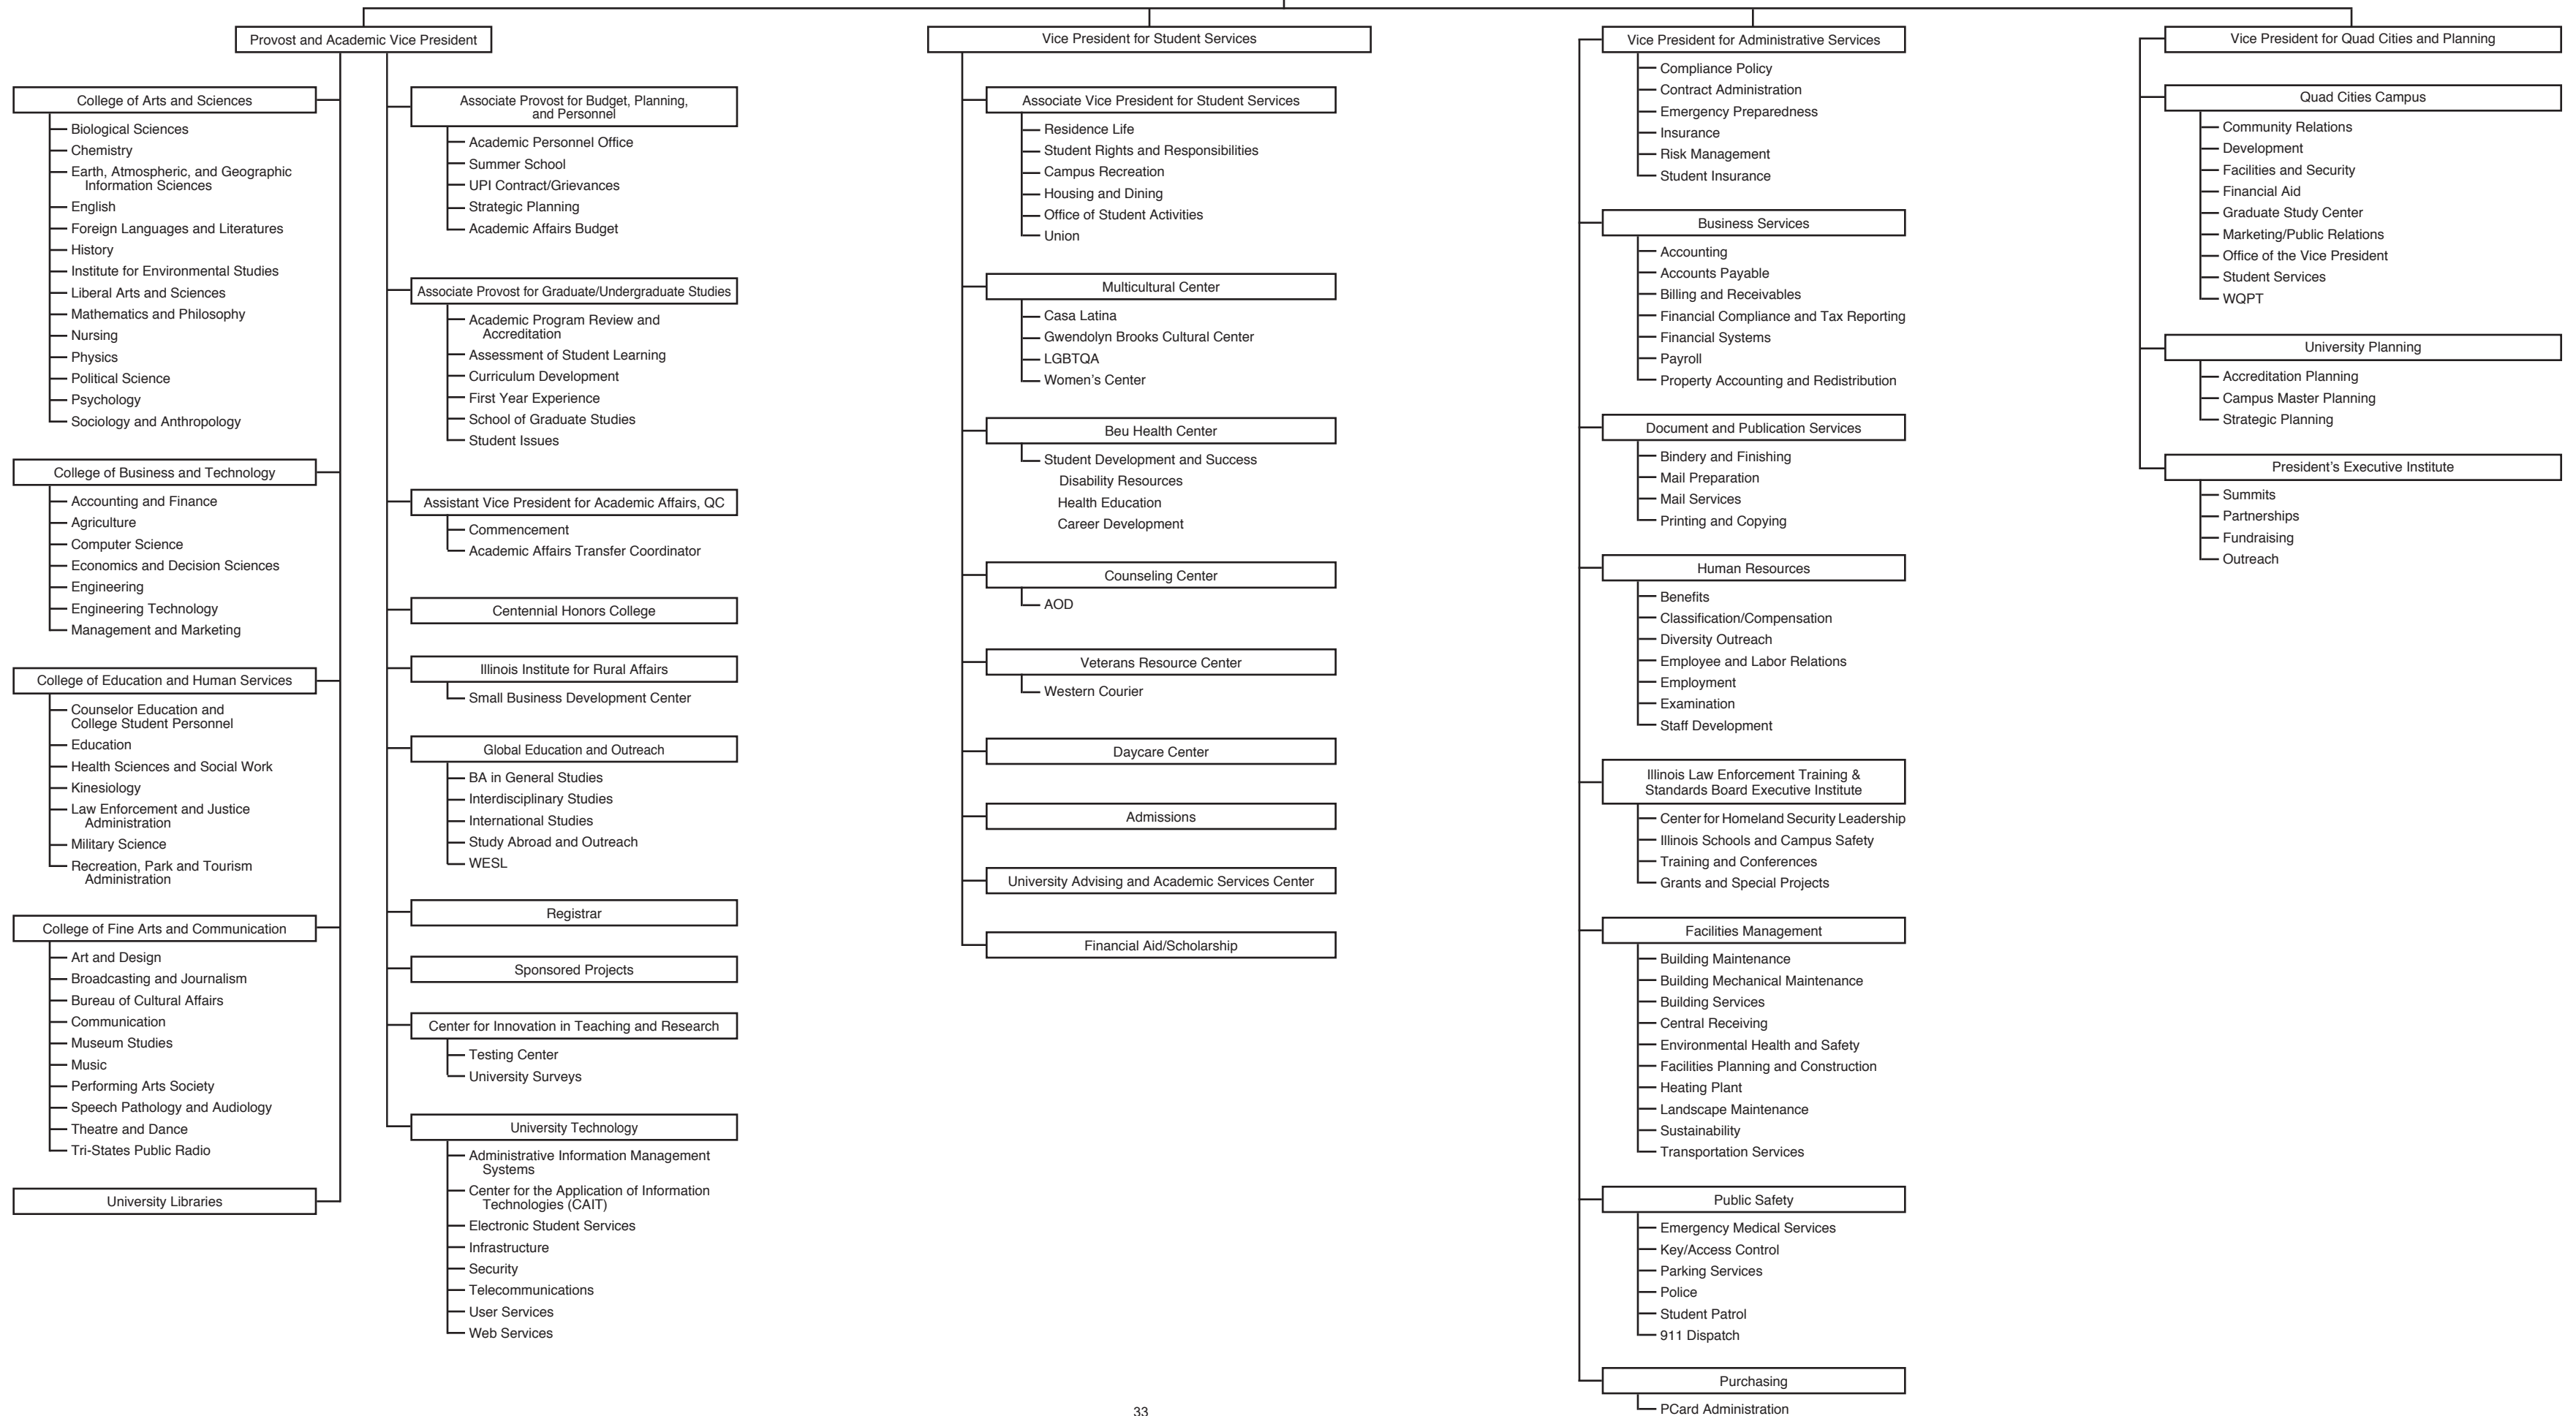 Provost and Academic Vice President
College of Arts and Sciences
Biological Sciences
Chemistry
Earth, Atmospheric, and Geographic
Information Sciences
English
Foreign Languages and Literatures
History
Institute for Environmental Studies
Liberal Arts and Sciences
Mathematics and Philosophy
Nursing
Physics
Political Science
Psychology
Sociology and Anthropology
College of Business and Technology
Accounting and Finance
Agriculture
Computer Science
Economics and Decision Sciences
Engineering
Engineering Technology
Management and Marketing
College of Education and Human Services
Counselor Education and
College Student Personnel
Education
Health Sciences and Social Work
Kinesiology
Law Enforcement and Justice
Administration
Military Science
Recreation, Park and Tourism
Administration
College of Fine Arts and Communication
Art and Design
Broadcasting and Journalism
Bureau of Cultural Affairs
Communication
Museum Studies
Music
Performing Arts Society
Speech Pathology and Audiology
Theatre and Dance
Tri-States Public Radio
University Libraries
Associate Provost for Budget, Planning,
and Personnel
Academic Personnel Office
Summer School
UPI Contract/Grievances
Strategic Planning
Academic Affairs Budget
Associate Provost for Graduate/Undergraduate Studies
Academic Program Review and
Accreditation
Assessment of Student Learning
Curriculum Development
First Year Experience
School of Graduate Studies
Student Issues
Assistant Vice President for Academic Affairs, QC
Commencement
Academic Affairs Transfer Coordinator
Centennial Honors College
Illinois Institute for Rural Affairs
Small Business Development Center
Global Education and Outreach
BA in General Studies
Interdisciplinary Studies
International Studies
Study Abroad and Outreach
WESL
Registrar
Sponsored Projects
Center for Innovation in Teaching and Research
Testing Center
University Surveys
University Technology
Administrative Information Management
Systems
Center for the Application of Information
Technologies (CAIT)
Electronic Student Services
Infrastructure
Security
Telecommunications
User Services
Web Services
Vice President for Student Services
Associate Vice President for Student Services
Residence Life
Student Rights and Responsibilities
Campus Recreation
Housing and Dining
Office of Student Activities
Union
Multicultural Center
Casa Latina
Gwendolyn Brooks Cultural Center
LGBTQA
Women's Center
Beu Health Center
Student Development and Success
Disability Resources
Health Education
Career Development
Counseling Center
AOD
Veterans Resource Center
Western Courier
Daycare Center
Admissions
University Advising and Academic Services Center
Financial Aid/Scholarship
Vice President for Administrative Services
Compliance Policy
Contract Administration
Emergency Preparedness
Insurance
Risk Management
Student Insurance
Business Services
Accounting
Accounts Payable
Billing and Receivables
Financial Compliance and Tax Reporting
Financial Systems
Payroll
Property Accounting and Redistribution
Document and Publication Services
Bindery and Finishing
Mail Preparation
Mail Services
Printing and Copying
Human Resources
Benefits
Classification/Compensation
Diversity Outreach
Employee and Labor Relations
Employment
Examination
Staff Development
Illinois Law Enforcement Training &
Standards Board Executive Institute
Center for Homeland Security Leadership
Illinois Schools and Campus Safety
Training and Conferences
Grants and Special Projects
Facilities Management
Building Maintenance
Building Mechanical Maintenance
Building Services
Central Receiving
Environmental Health and Safety
Facilities Planning and Construction
Heating Plant
Landscape Maintenance
Sustainability
Transportation Services
Public Safety
Emergency Medical Services
Key/Access Control
Parking Services
Police
Student Patrol
911 Dispatch
Purchasing
PCard Administration
Vice President for Quad Cities and Planning
Quad Cities Campus
Community Relations
Development
Facilities and Security
Financial Aid
Graduate Study Center
Marketing/Public Relations
Office of the Vice President
Student Services
WQPT
University Planning
Accreditation Planning
Campus Master Planning
Strategic Planning
President's Executive Institute
Summits
Partnerships
Fundraising
Outreach
33